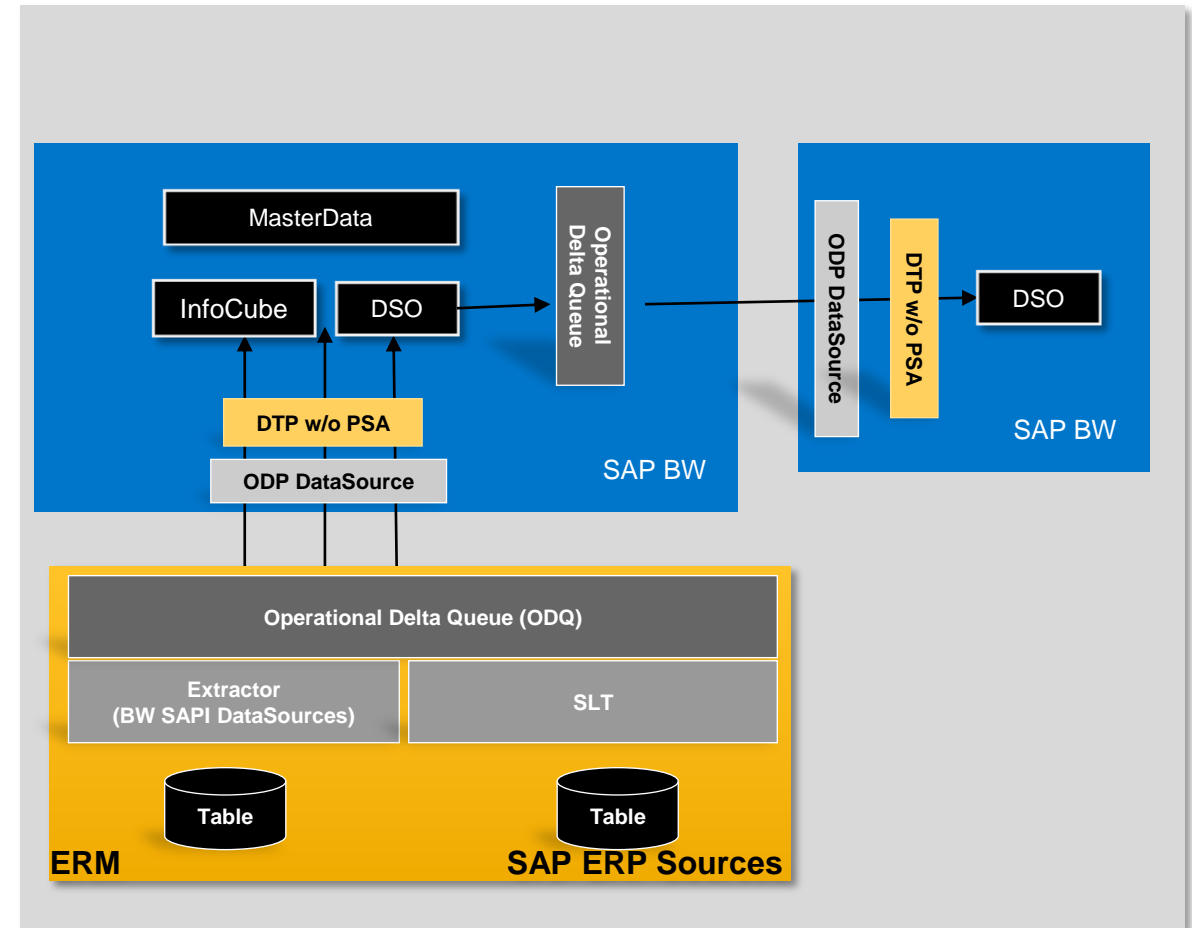 MasterData
InfoCube
DSO
Operational
Delta Queue
DTP w/o PSA
ODP DataSource
SAP BW
ODP DataSource
DTP w/o PSA
DSO
SAP BW
Operational Delta Queue (ODQ)
Extractor
(BW SAPI DataSources)
SLT
Table
Table
ERM
SAP ERP Sources